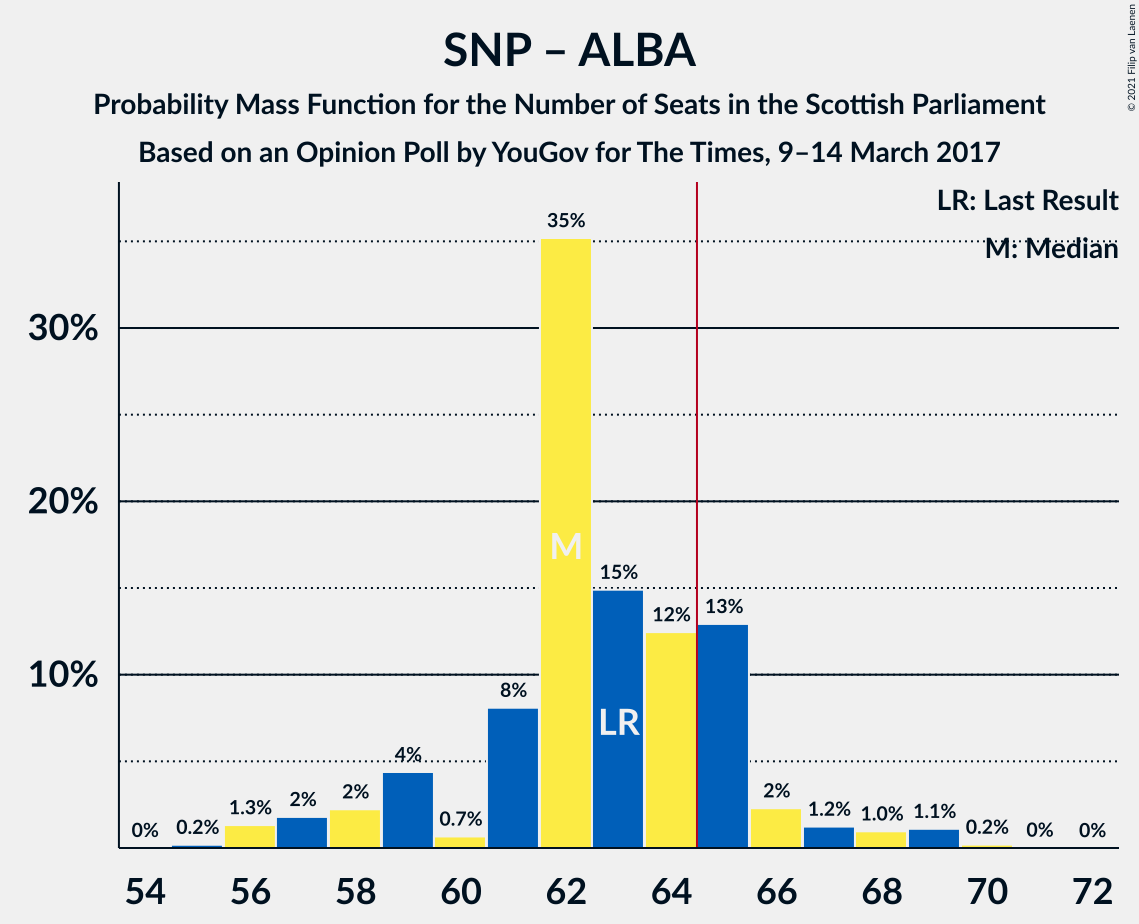 SNP – ALBA
Probability Mass Function for the Number of Seats in the Scottish Parliament
Based on an Opinion Poll by YouGov for The Times, 9–14 March 2017
© 2021 Filip van Laenen
LR: Last Result
M: Median
30%
20%
10%
0%
0.2%
1.3%
2%
2%
4%
0.7%
8%
35%
15%
12%
13%
2%
1.2%
1.0%
1.1%
0.2%
0%
0%
M
LR
54 56 58 60 62 64 66 68 70 72